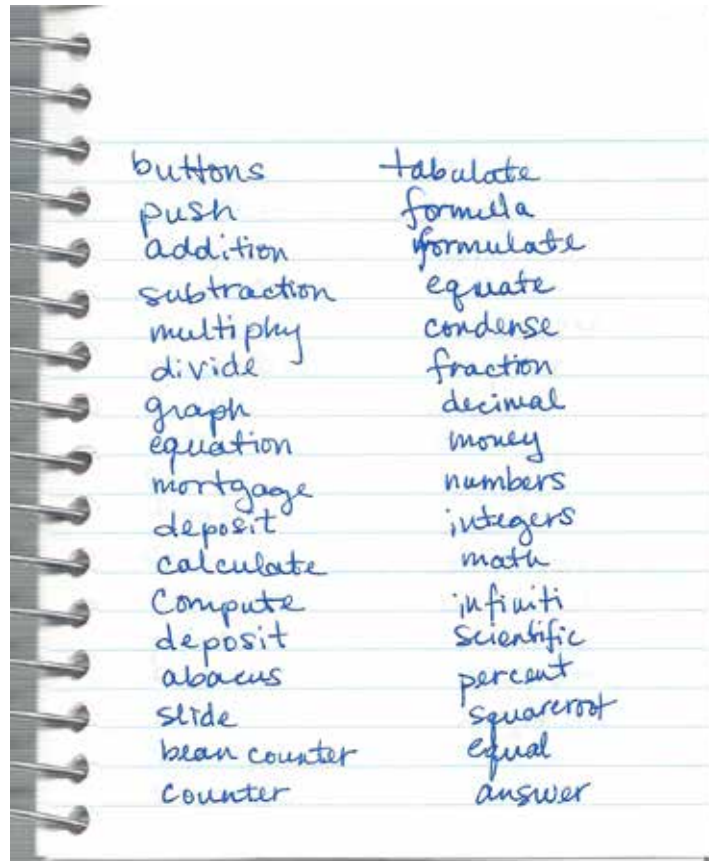 buttons
push
addition
subtraction
multiply
divide
graph
equation
mortgage
deposit
calculate
Compute
deposit
abacus
slide
bean counter
counter
tabulate
formula
formulate
equate
condense
fraction
decimal
money
numbers
integers
math
infiniti
scientific
percent
squareroot
equal
answer